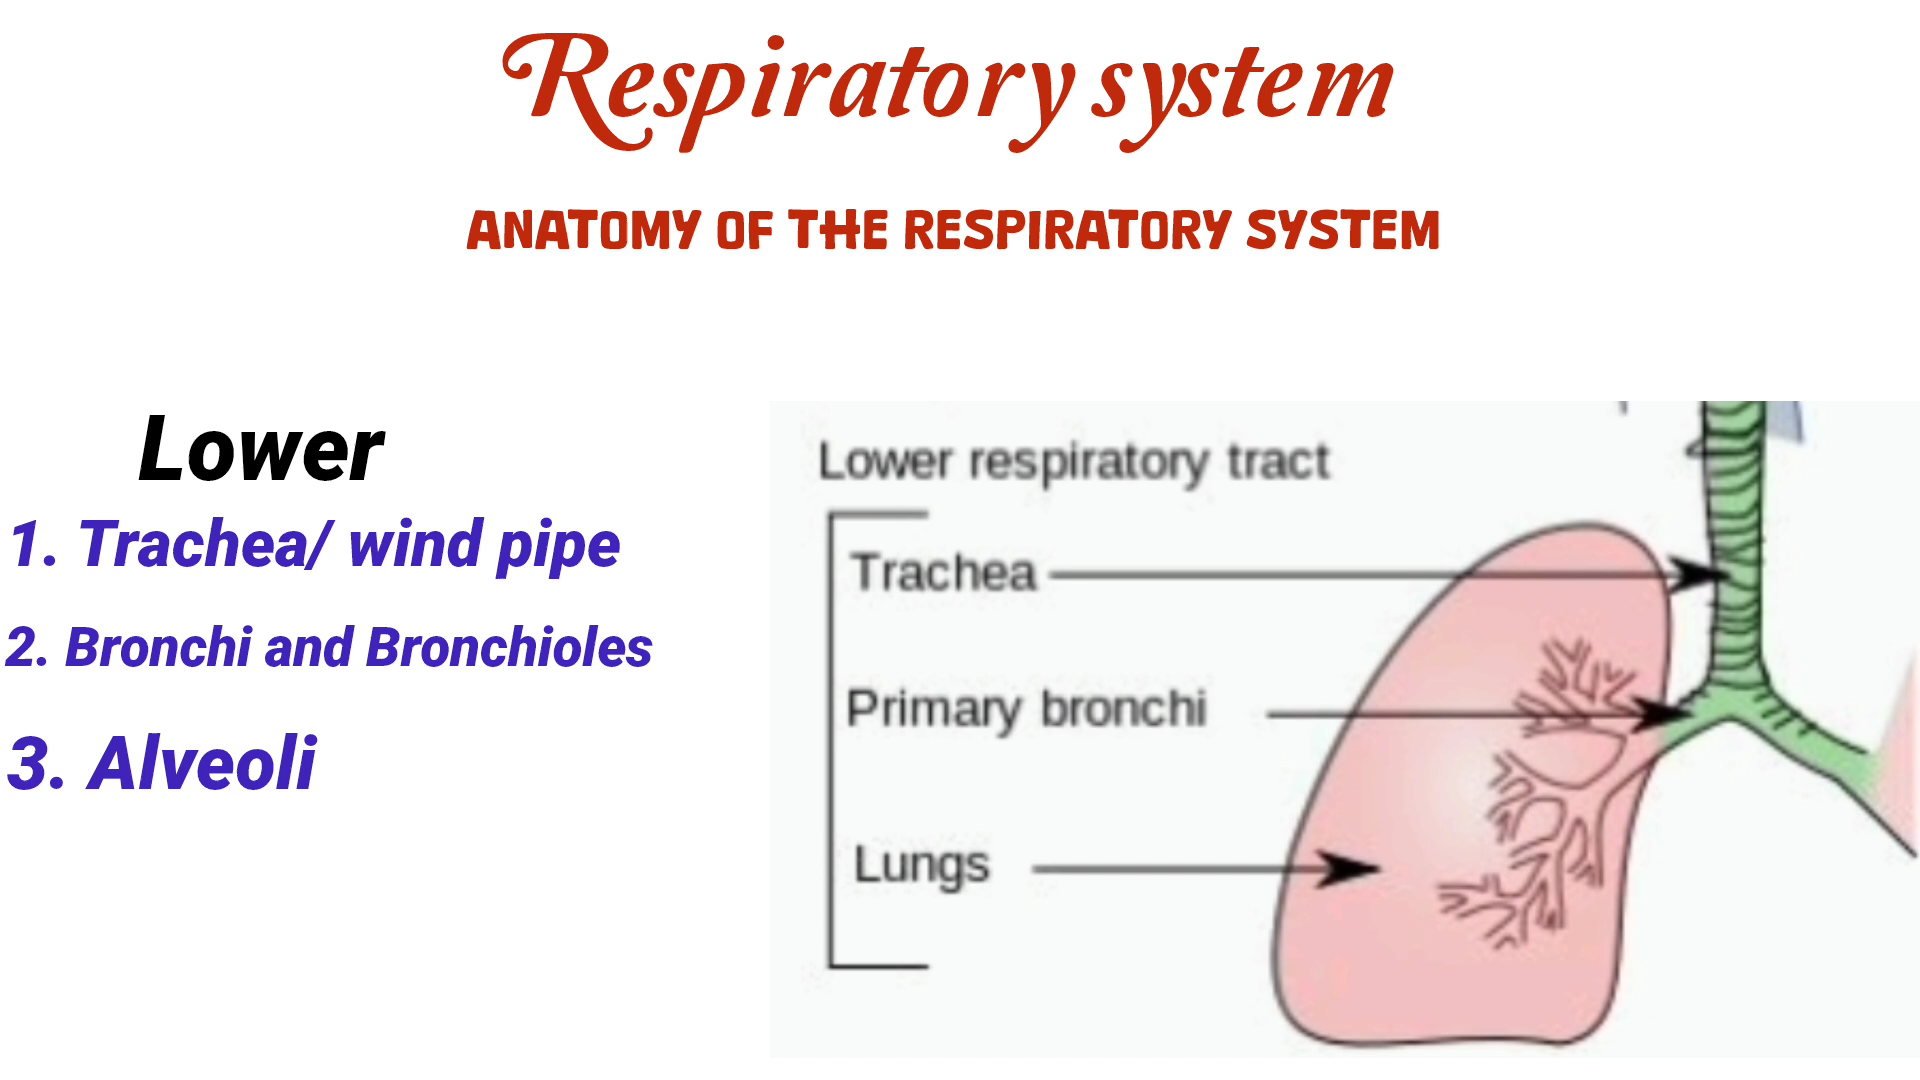 Respiratory system
ANATOMY OF THE RESPIRATORY SYSTEM
Lower
1. Trachea/ wind pipe
2. Bronchi and Bronchioles
3. Alveoli
Lower respiratory tract
Trachea
Primary bronchi
Lungs